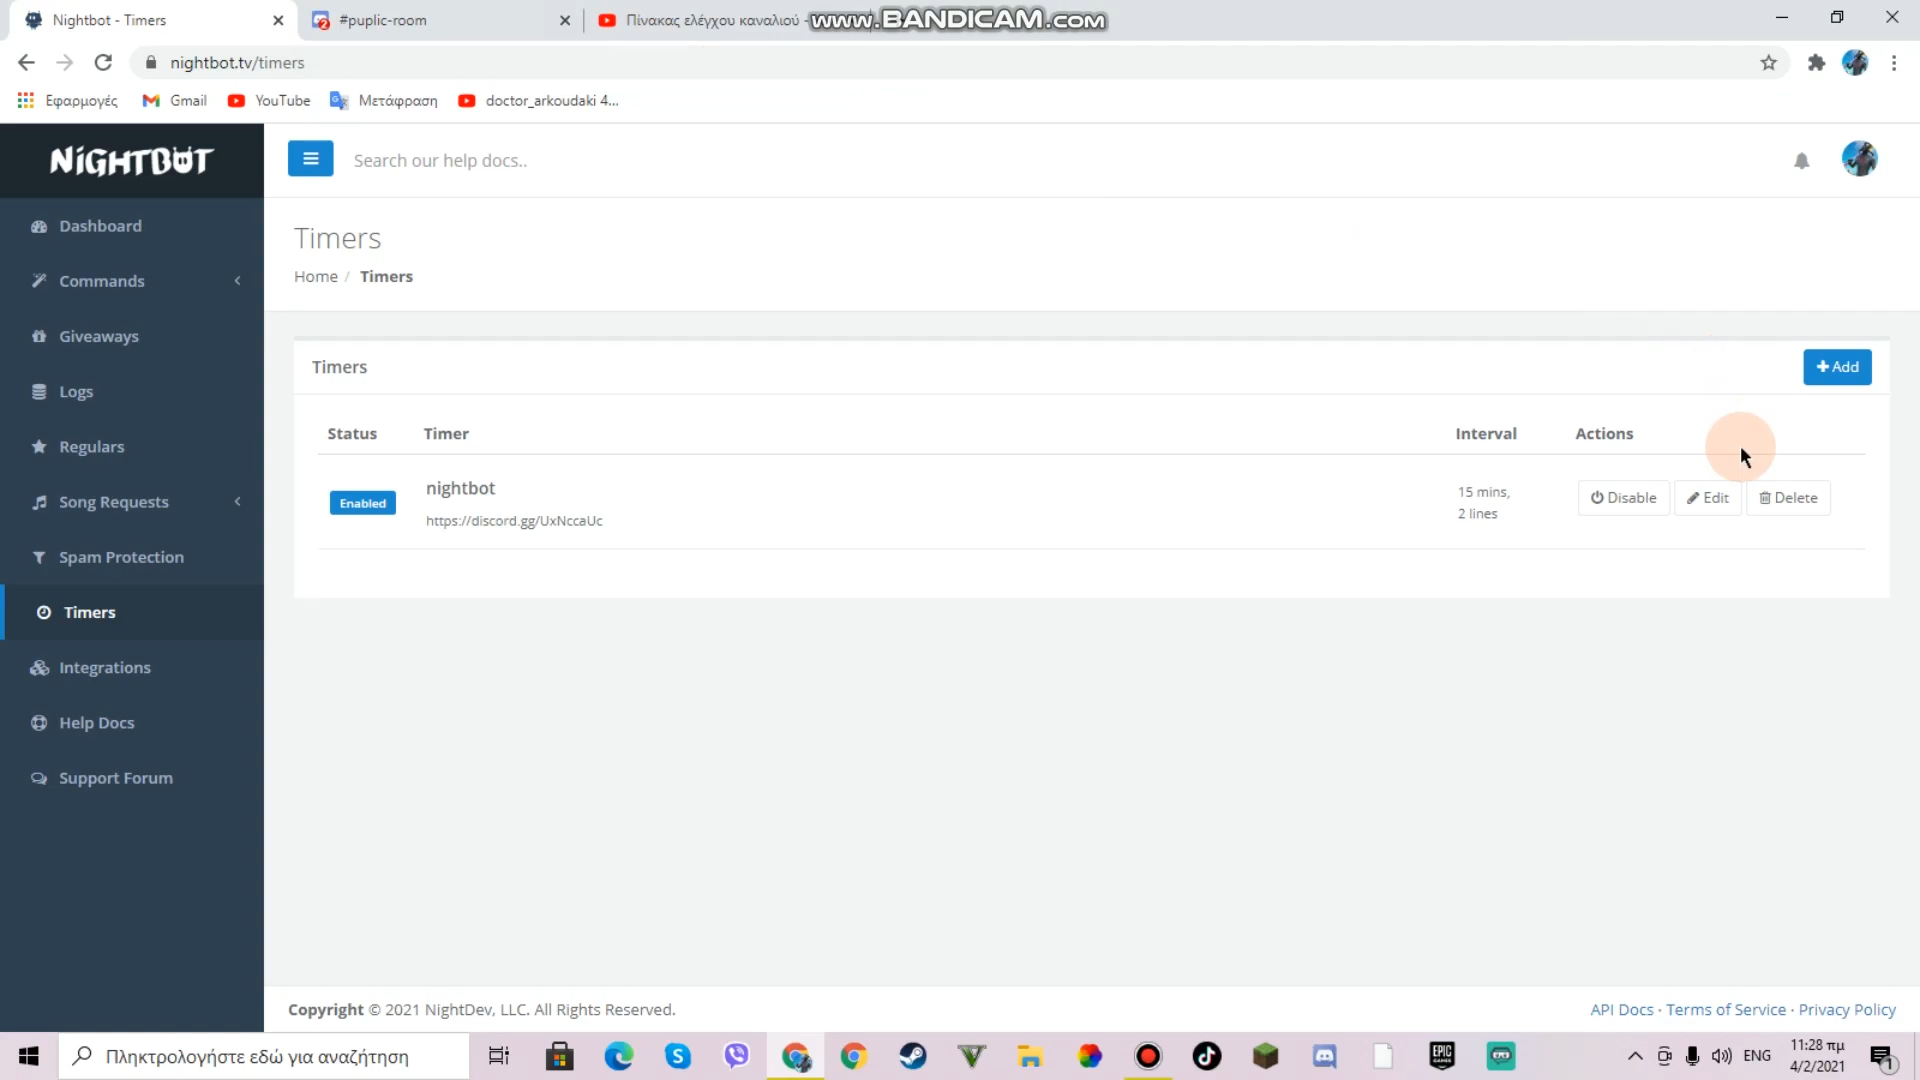 Nightbot - Timers
#puplic-room
Πίνακας ελέγχου καναλιού -
www.BANDICAM.com
nightbot.tv/timers
Εφαρμογές
Gmail
YouTube
Μετάφραση
doctor_arkoudaki 4...
NiGHTBOT
Search our help docs..
Dashboard
Commands
Giveaways
Logs
Regulars
Song Requests
Spam Protection
Timers
Integrations
Help Docs
Support Forum
Timers
Home / Timers
Timers
+ Add
Status Timer Interval Actions
Enabled
nightbot
https://discord.gg/UxNccaUc
15 mins,
2 lines
Disable
Edit
Delete
Copyright © 2021 NightDev, LLC. All Rights Reserved.
API Docs · Terms of Service · Privacy Policy
Πληκτρολογήστε εδώ για αναζήτηση
EPIC
GAMES
ENG
11:28 πμ
4/2/2021
1